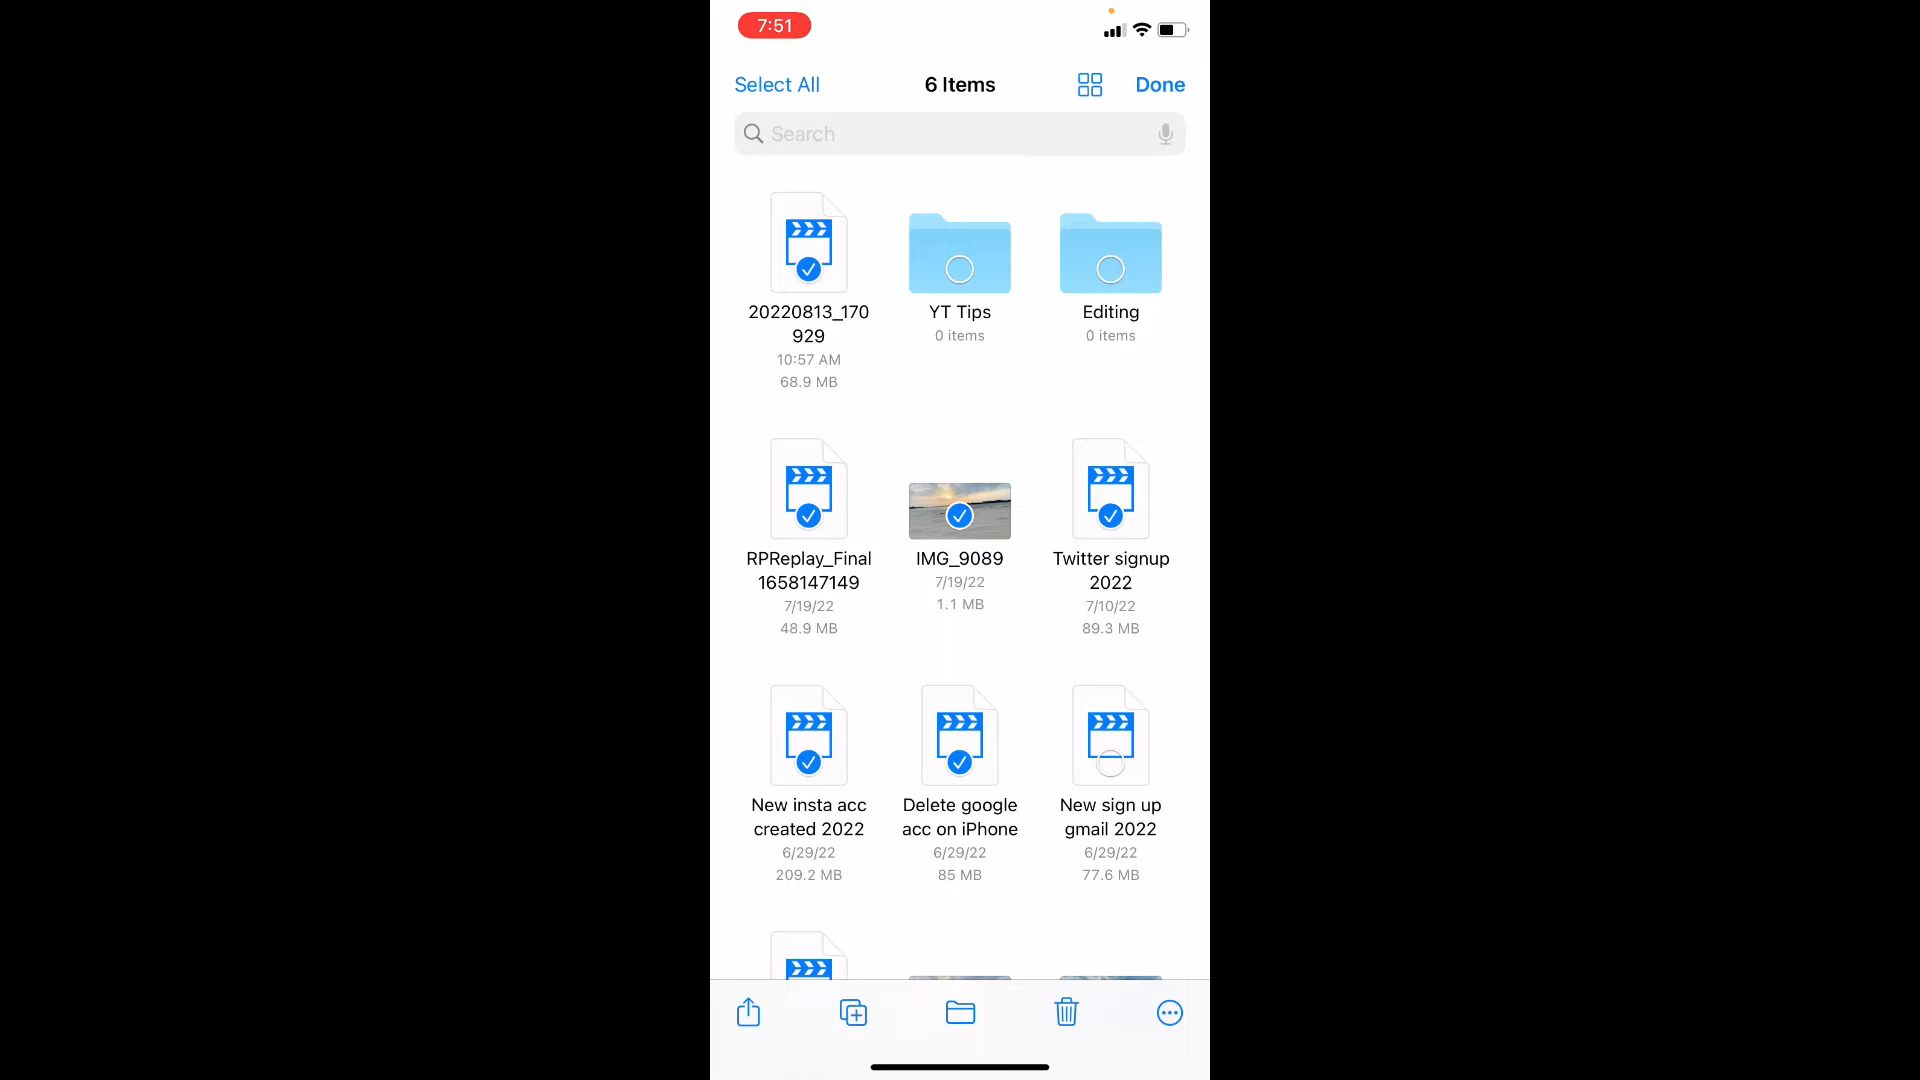 7:51
Select All
6 Items
Done
Search
20220813_170
929
10:57 AM
68.9 MB
YT Tips
0 items
Editing
0 items
RPReplay_Final
1658147149
7/19/22
48.9 MB
IMG_9089
7/19/22
1.1 MB
Twitter signup
2022
7/10/22
89.3 MB
New insta acc
created 2022
6/29/22
209.2 MB
Delete google
acc on iPhone
6/29/22
85 MB
New sign up
gmail 2022
6/29/22
77.6 MB